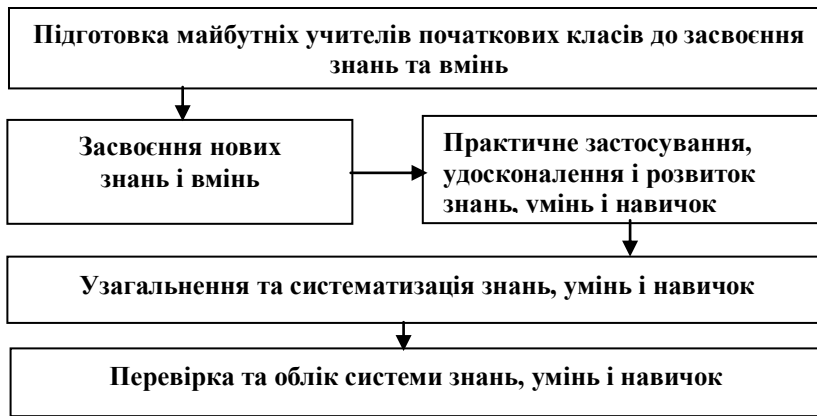 Підготовка майбутніх учителів початкових класів до засвоєння
знань та вмінь
Засвоєння нових
знань і вмінь
Практичне застосування,
удосконалення і розвиток
знань, умінь і навичок
Узагальнення та систематизація знань, умінь і навичок
Перевірка та облік системи знань, умінь і навичок